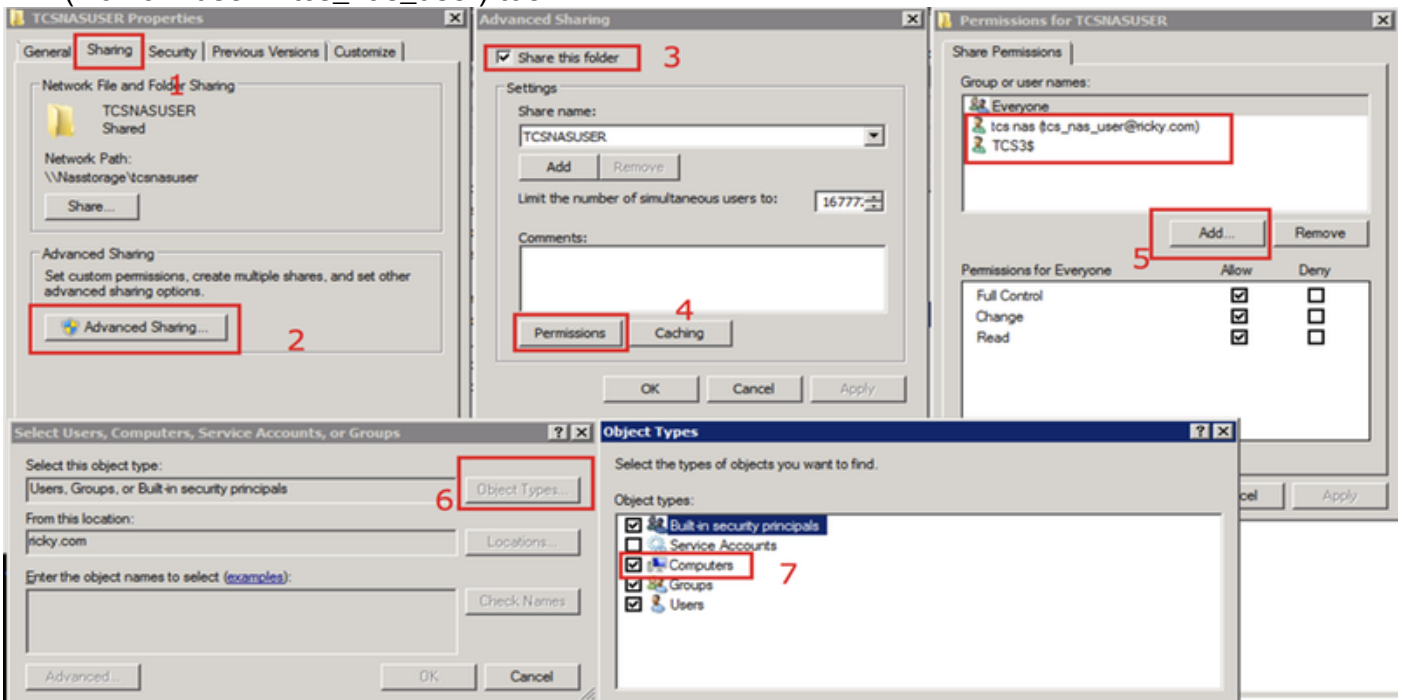 TCSNASUSER Properties
General Sharing Security Previous Versions Customize
1
Network File and Folder Sharing
TCSNASUSER
Shared
Network Path:
\\Nasstorage\tcsnasuser
Share...
Advanced Sharing
Set custom permissions, create multiple shares, and set other
advanced sharing options.
Advanced Sharing...
2
Advanced Sharing
Share this folder
3
Settings
Share name:
TCSNASUSER
Add Remove
Limit the number of simultaneous users to: 16777:
Comments:
4
Permissions Caching
OK Cancel Apply
Permissions for TCSNASUSER
Share Permissions
Group or user names:
Everyone
tcs nas (tcs_nas_user@ricky.com)
TCS3$
Add... Remove
5
Permissions for Everyone Allow Deny
Full Control
Change
Read
cel Apply
Select Users, Computers, Service Accounts, or Groups
Select this object type:
Users, Groups, or Built-in security principals
6
Object Types...
From this location:
ricky.com
Locations...
Enter the object names to select (examples):
Check Names
Advanced...
OK Cancel
Object Types
Select the types of objects you want to find.
Object types:
Built-in security principals
Service Accounts
Computers
7
Groups
Users